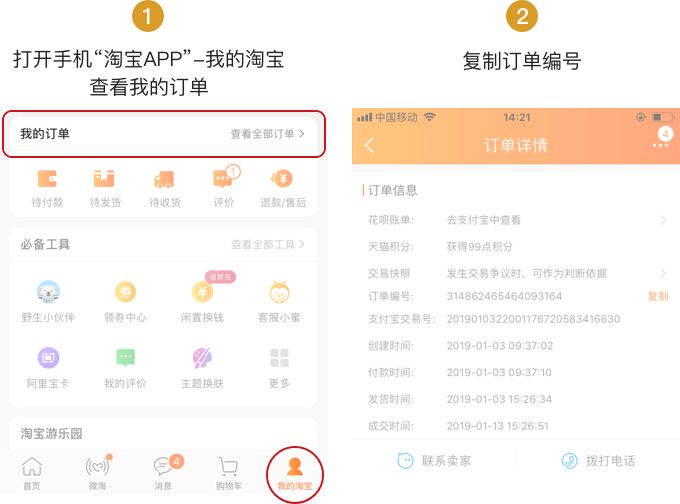 1
打开手机“淘宝APP”-我的淘宝
查看我的订单
我的订单
查看全部订单
待付款
待发货
待收货
1
评价
退款/售后
必备工具
查看全部工具
野生小伙伴
券
领券中心
送鲜花
闲置换钱
客服小蜜
阿里宝卡
我的评价
主题换肤
更多
淘宝游乐园
首页
微淘
4
消息
购物车
我的淘宝
2
复制订单编号
中国移动
14:21
4
订单详情
订单信息
花呗账单: 去支付宝中查看
天猫积分: 获得99点积分
交易快照 发生交易争议时、可作为判断依据
订单编号: 314862465464093164 复制
支付宝交易号: 2019010322001176720583416630
创建时间: 2019-01-03 09:37:02
付款时间: 2019-01-03 09:37:10
发货时间: 2019-01-03 15:26:34
成交时间: 2019-01-13 15:26:51
联系卖家
拨打电话